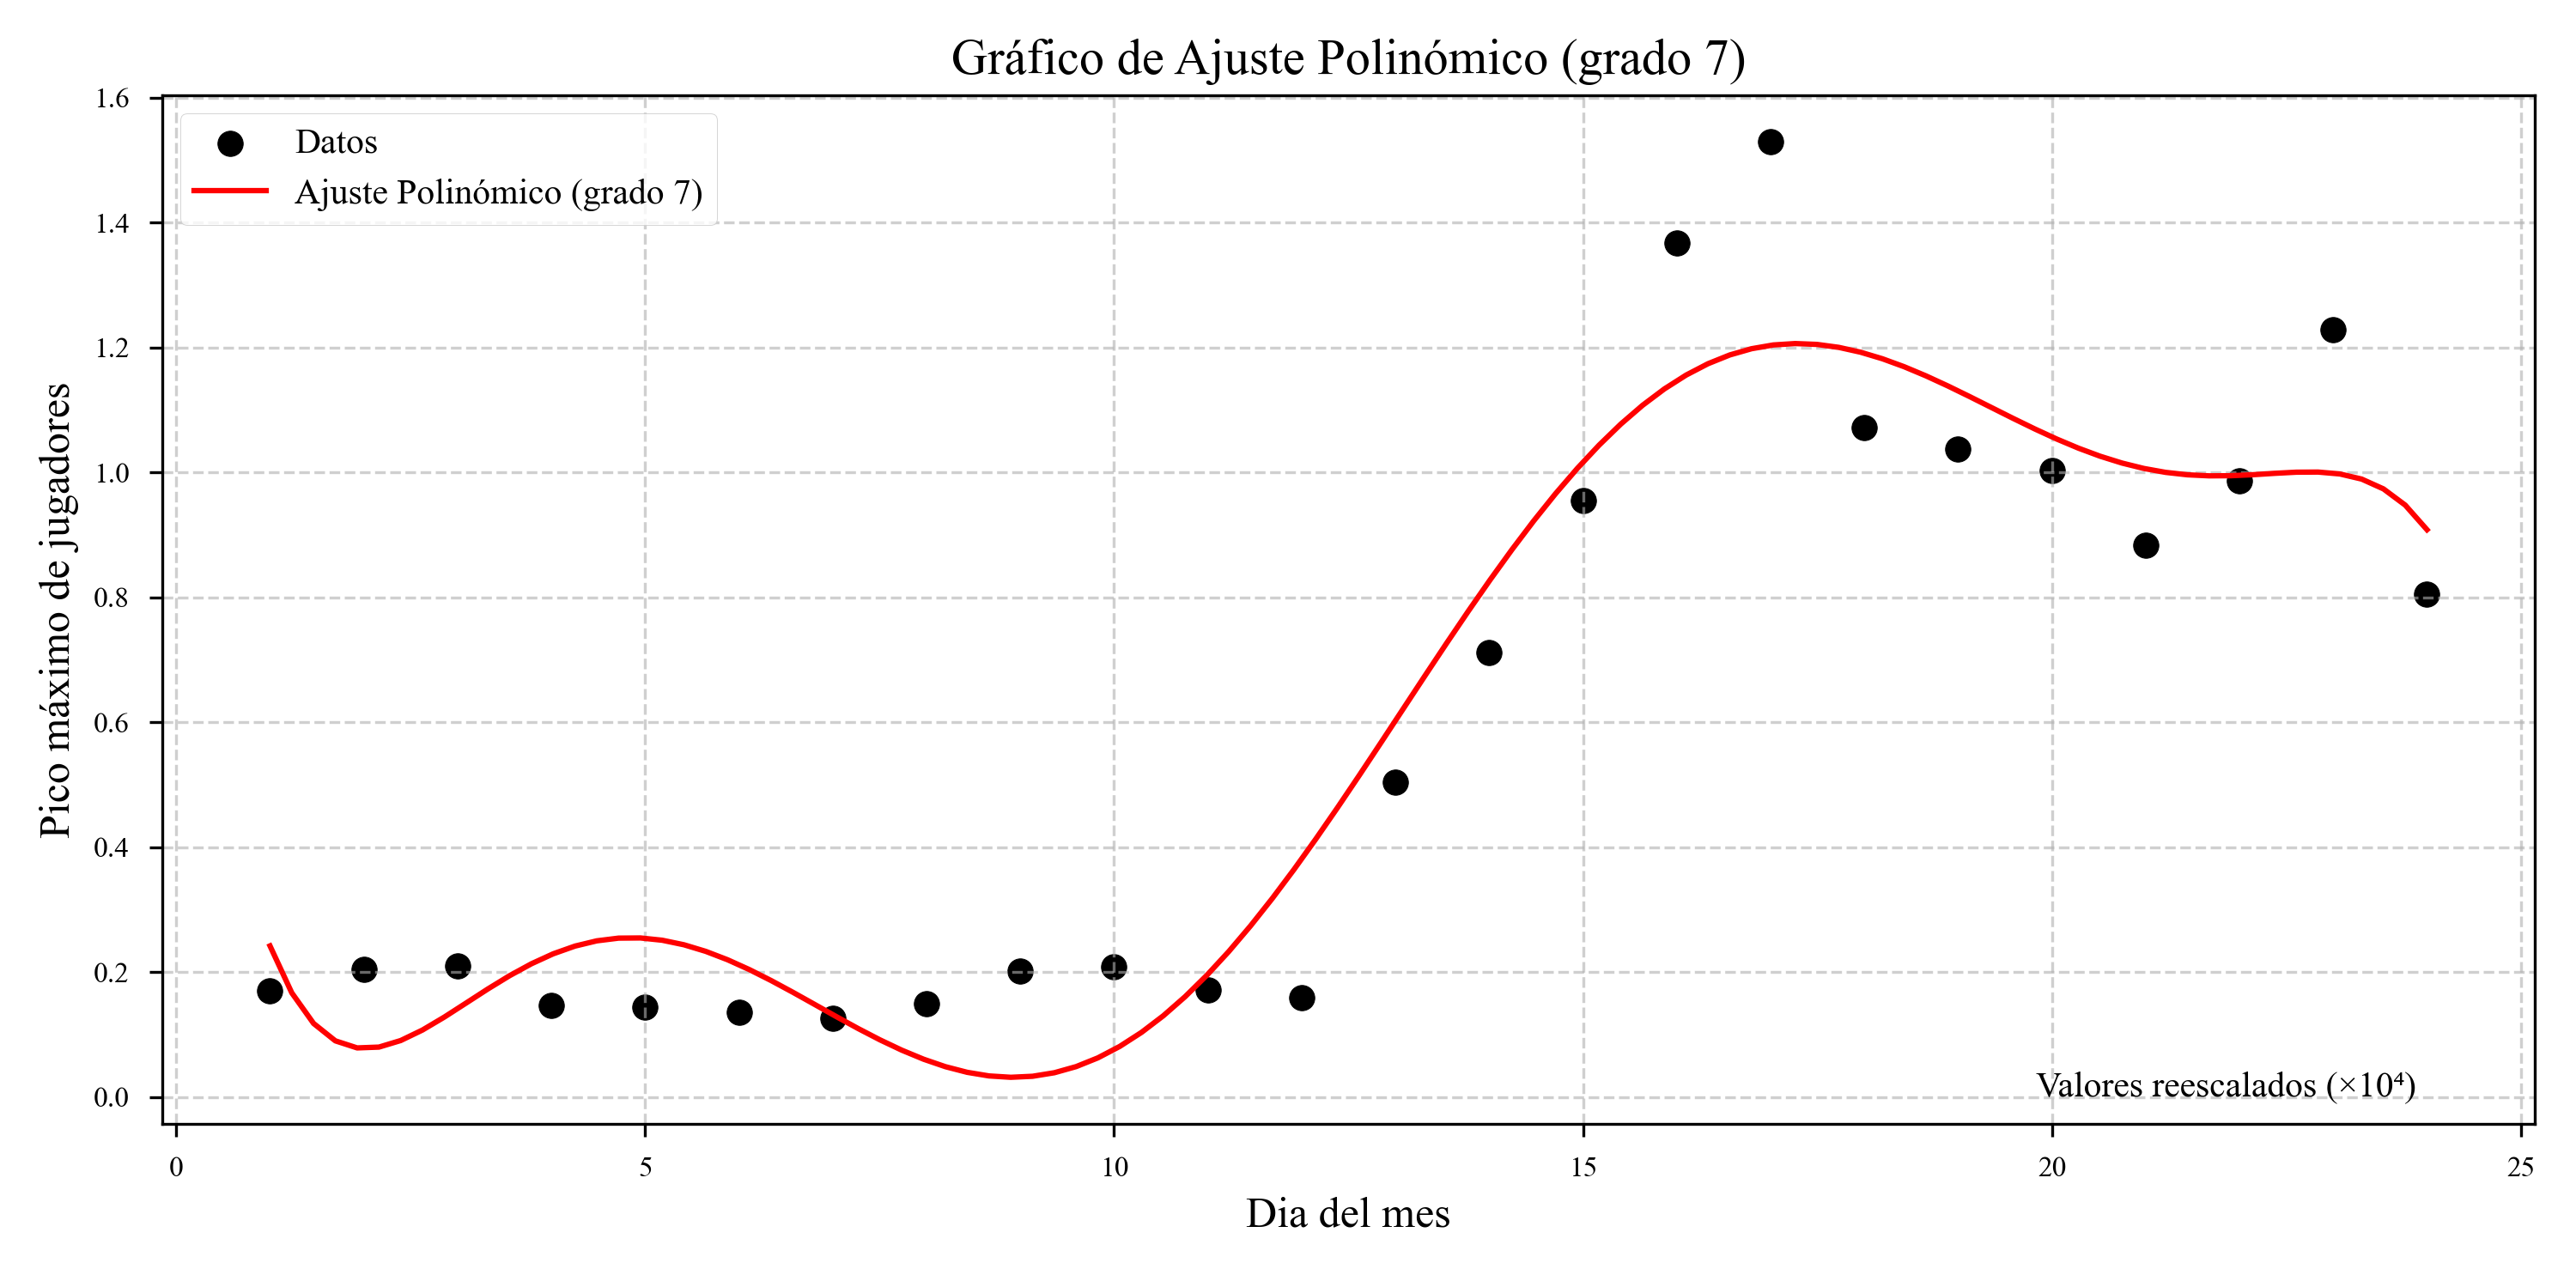 Gráfico de Ajuste Polinómico (grado 7)
Datos
Ajuste Polinómico (grado 7)
Pico máximo de jugadores
1.6
1.4
1.2
1.0
0.8
0.6
0.4
0.2
0.0
Valores reescalados (×10⁴)
0 5 10 15 20 25
Dia del mes